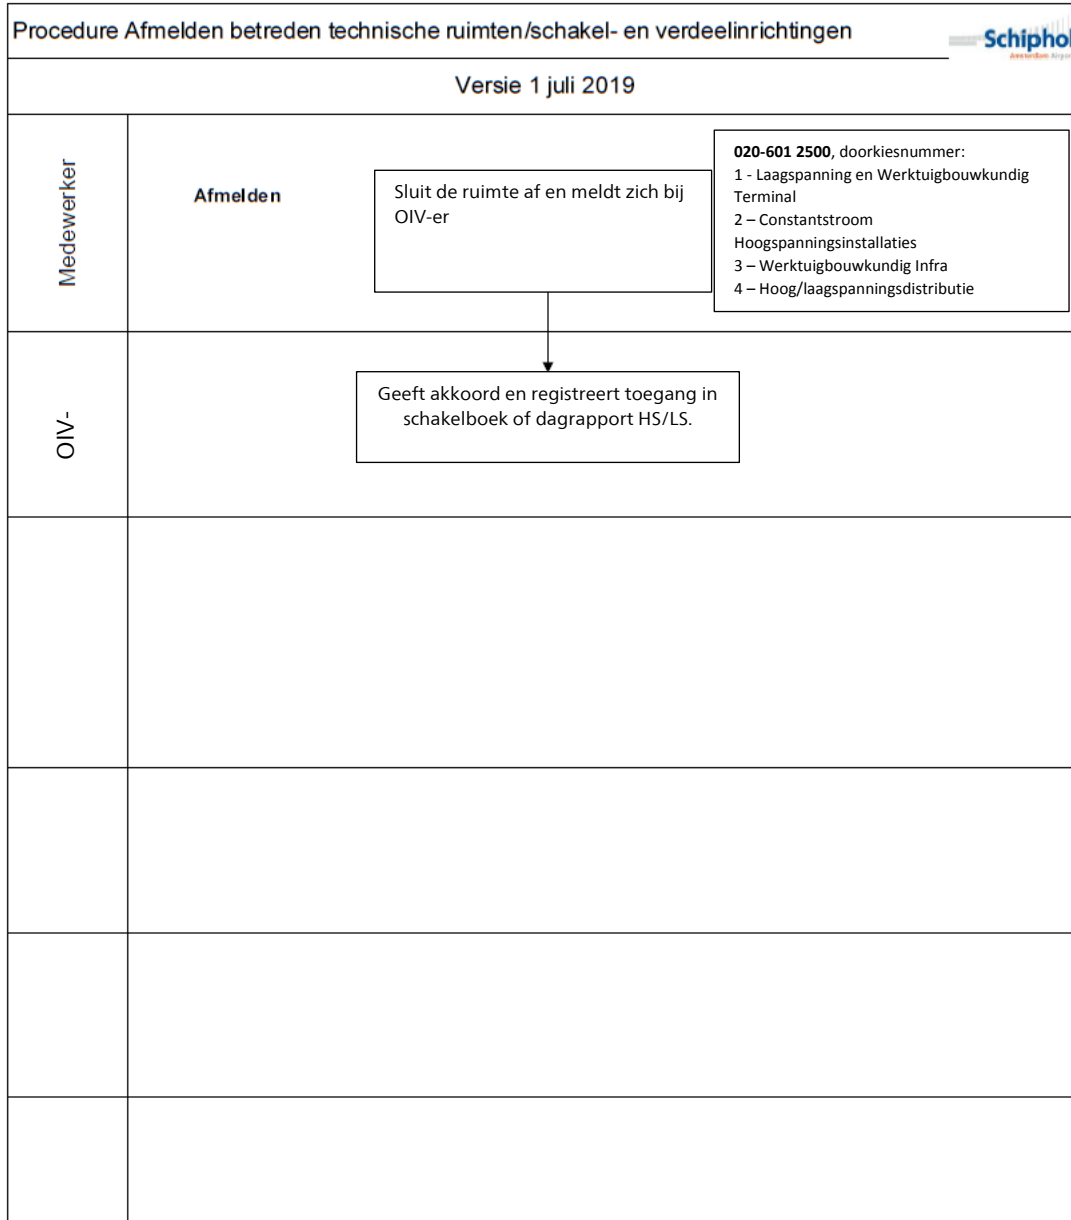 Procedure Afmelden betreden technische ruimten/schakel- en verdeelinrichtingen
Schiphol
Amsterdam Airport
Versie 1 juli 2019
Medewerker
Afmelden
Sluit de ruimte af en meldt zich bij
OIV-er
020-601 2500, doorkiesnummer:
1 - Laagspanning en Werktuigbouwkundig
Terminal
2 – Constantstroom
Hoogspanningsinstallaties
3 – Werktuigbouwkundig Infra
4 – Hoog/laagspanningsdistributie
OIV-
Geeft akkoord en registreert toegang in
schakelboek of dagrapport HS/LS.